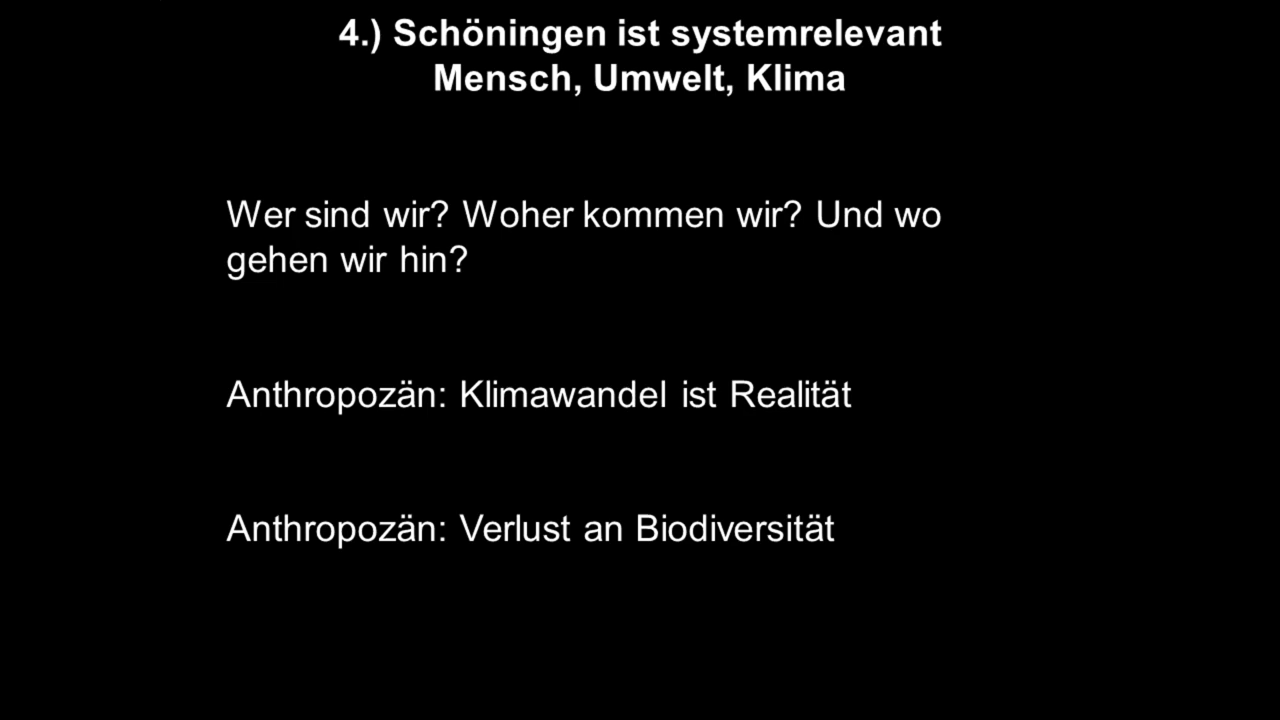 4.) Schöningen ist systemrelevant
Mensch, Umwelt, Klima
Wer sind wir? Woher kommen wir? Und wo
gehen wir hin?
Anthropozän: Klimawandel ist Realität
Anthropozän: Verlust an Biodiversität